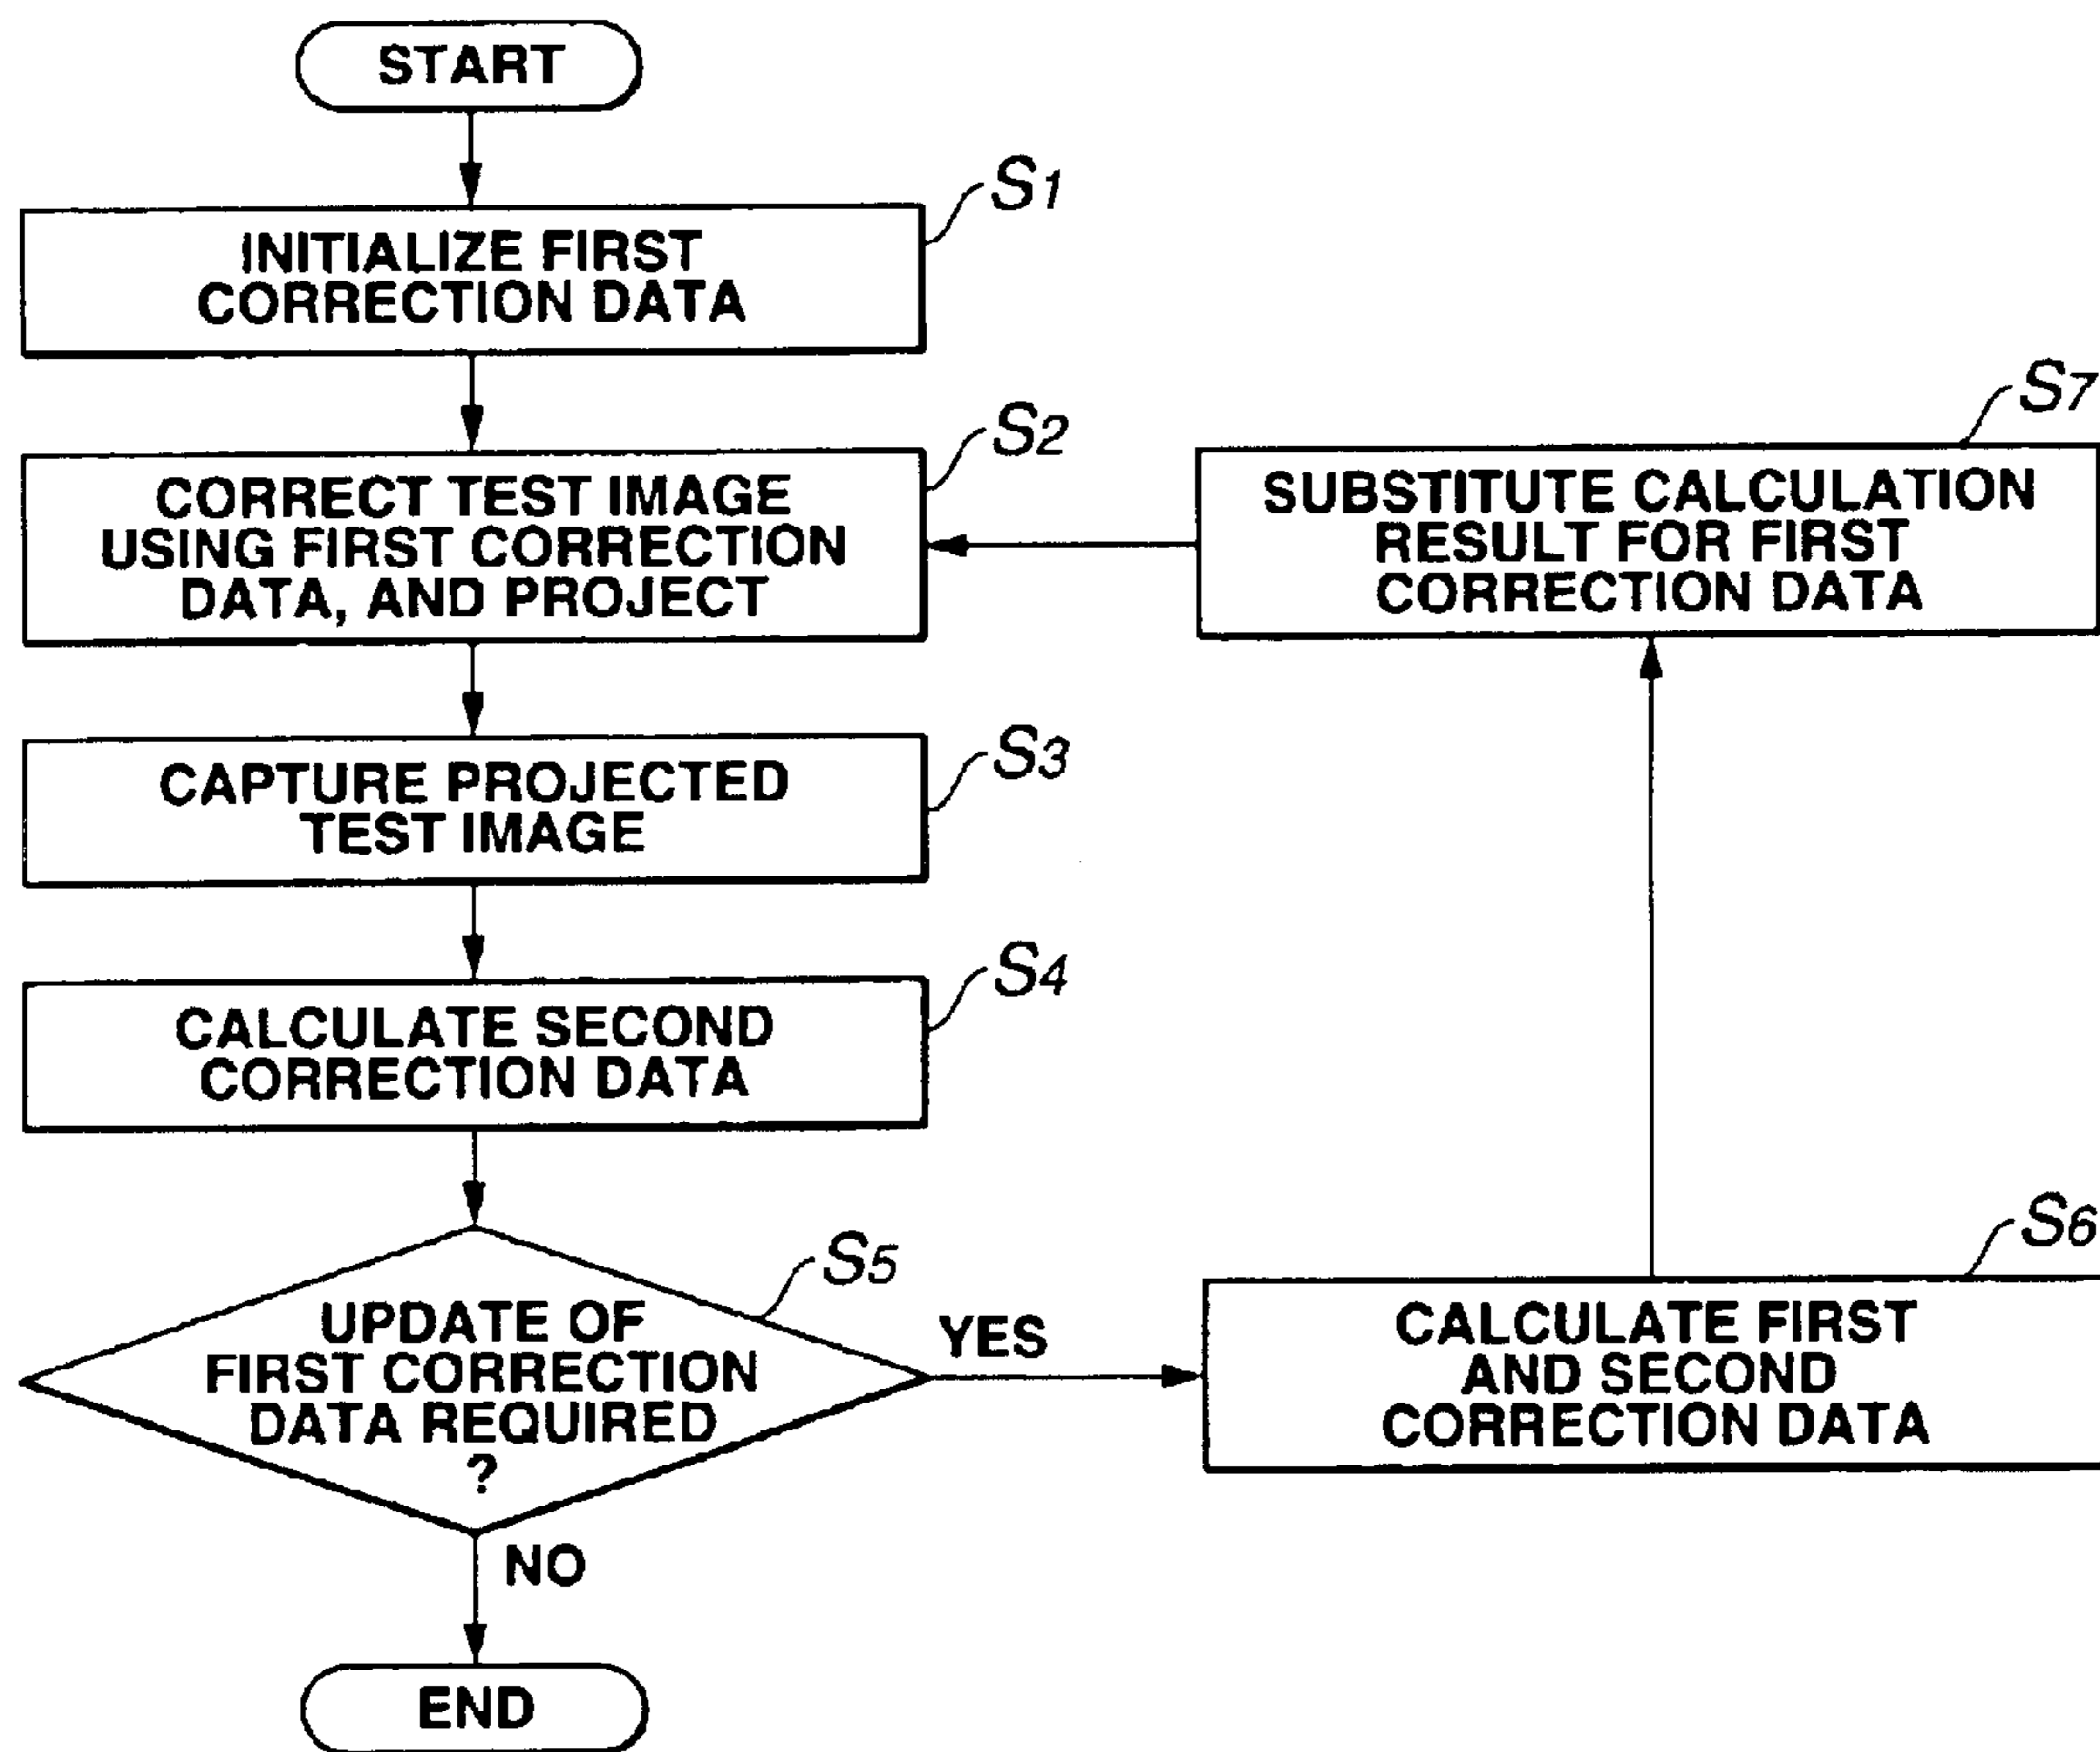 START
S1
INITIALIZE FIRST
CORRECTION DATA
S2
CORRECT TEST IMAGE
USING FIRST CORRECTION
DATA, AND PROJECT
S3
CAPTURE PROJECTED
TEST IMAGE
S4
CALCULATE SECOND
CORRECTION DATA
S5
UPDATE OF
FIRST CORRECTION
DATA REQUIRED
?
YES
NO
END
S6
CALCULATE FIRST
AND SECOND
CORRECTION DATA
S7
SUBSTITUTE CALCULATION
RESULT FOR FIRST
CORRECTION DATA